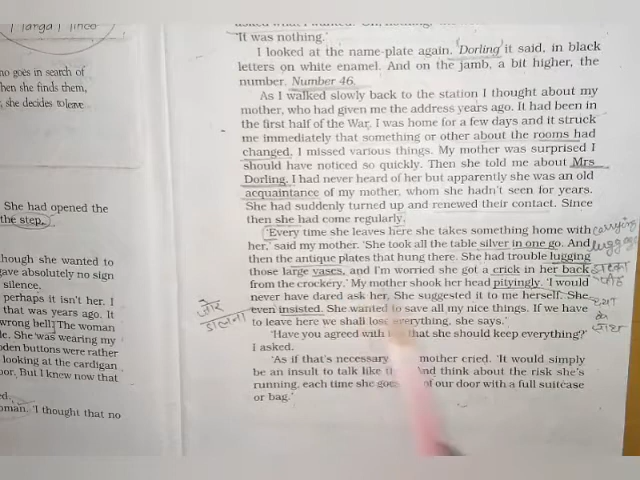 Targa
no goes in search of
hen she finds them,
, she decides to leave
She had opened the
the step.
hough she wanted to
gave absolutely no sign
silence.
perhaps it isn't her. I
that was years ago. It
wrong bell] The woman
le. She was wearing my
oden buttons were rather
looking at the cardigan
oor. But I knew now that
ed.
oman. 'I thought that no
'It was nothing.'
I looked at the name-plate again. 'Dorling' it said, in black
letters on white enamel. And on the jamb, a bit higher, the
number. Number 46.
As I walked slowly back to the station I thought about my
mother, who had given me the address years ago. It had been in
the first half of the War. I was home for a few days and it struck
me immediately that something or other about the rooms had
changed. I missed various things. My mother was surprised I
should have noticed so quickly. Then she told me about Mrs
Dorling. I had never heard of her but apparently she was an old
acquaintance of my mother, whom she hadn't seen for years.
She had suddenly turned up and renewed their contact. Since
then she had come regularly.
'Every time she leaves here she takes something home with
her,' said my mother. 'She took all the table silver in one go. And
then the antique plates that hung there. She had trouble lugging
those large vases, and I'm worried she got a crick in her back
from the crockery.' My mother shook her head pityingly. 'I would
never have dared ask her. She suggested it to me herself. She
even insisted. She wanted to save all my nice things. If we have
to leave here we shall lose everything, she says.'
'Have you agreed with that she should keep everything?'
I asked.
'As if that's necessary mother cried. 'It would simply
be an insult to talk like And think about the risk she's
running, each time she goes of our door with a full suitcase
or bag.'
carrying
luggage
झटका
पीठ
दया
से
जोर
डालना